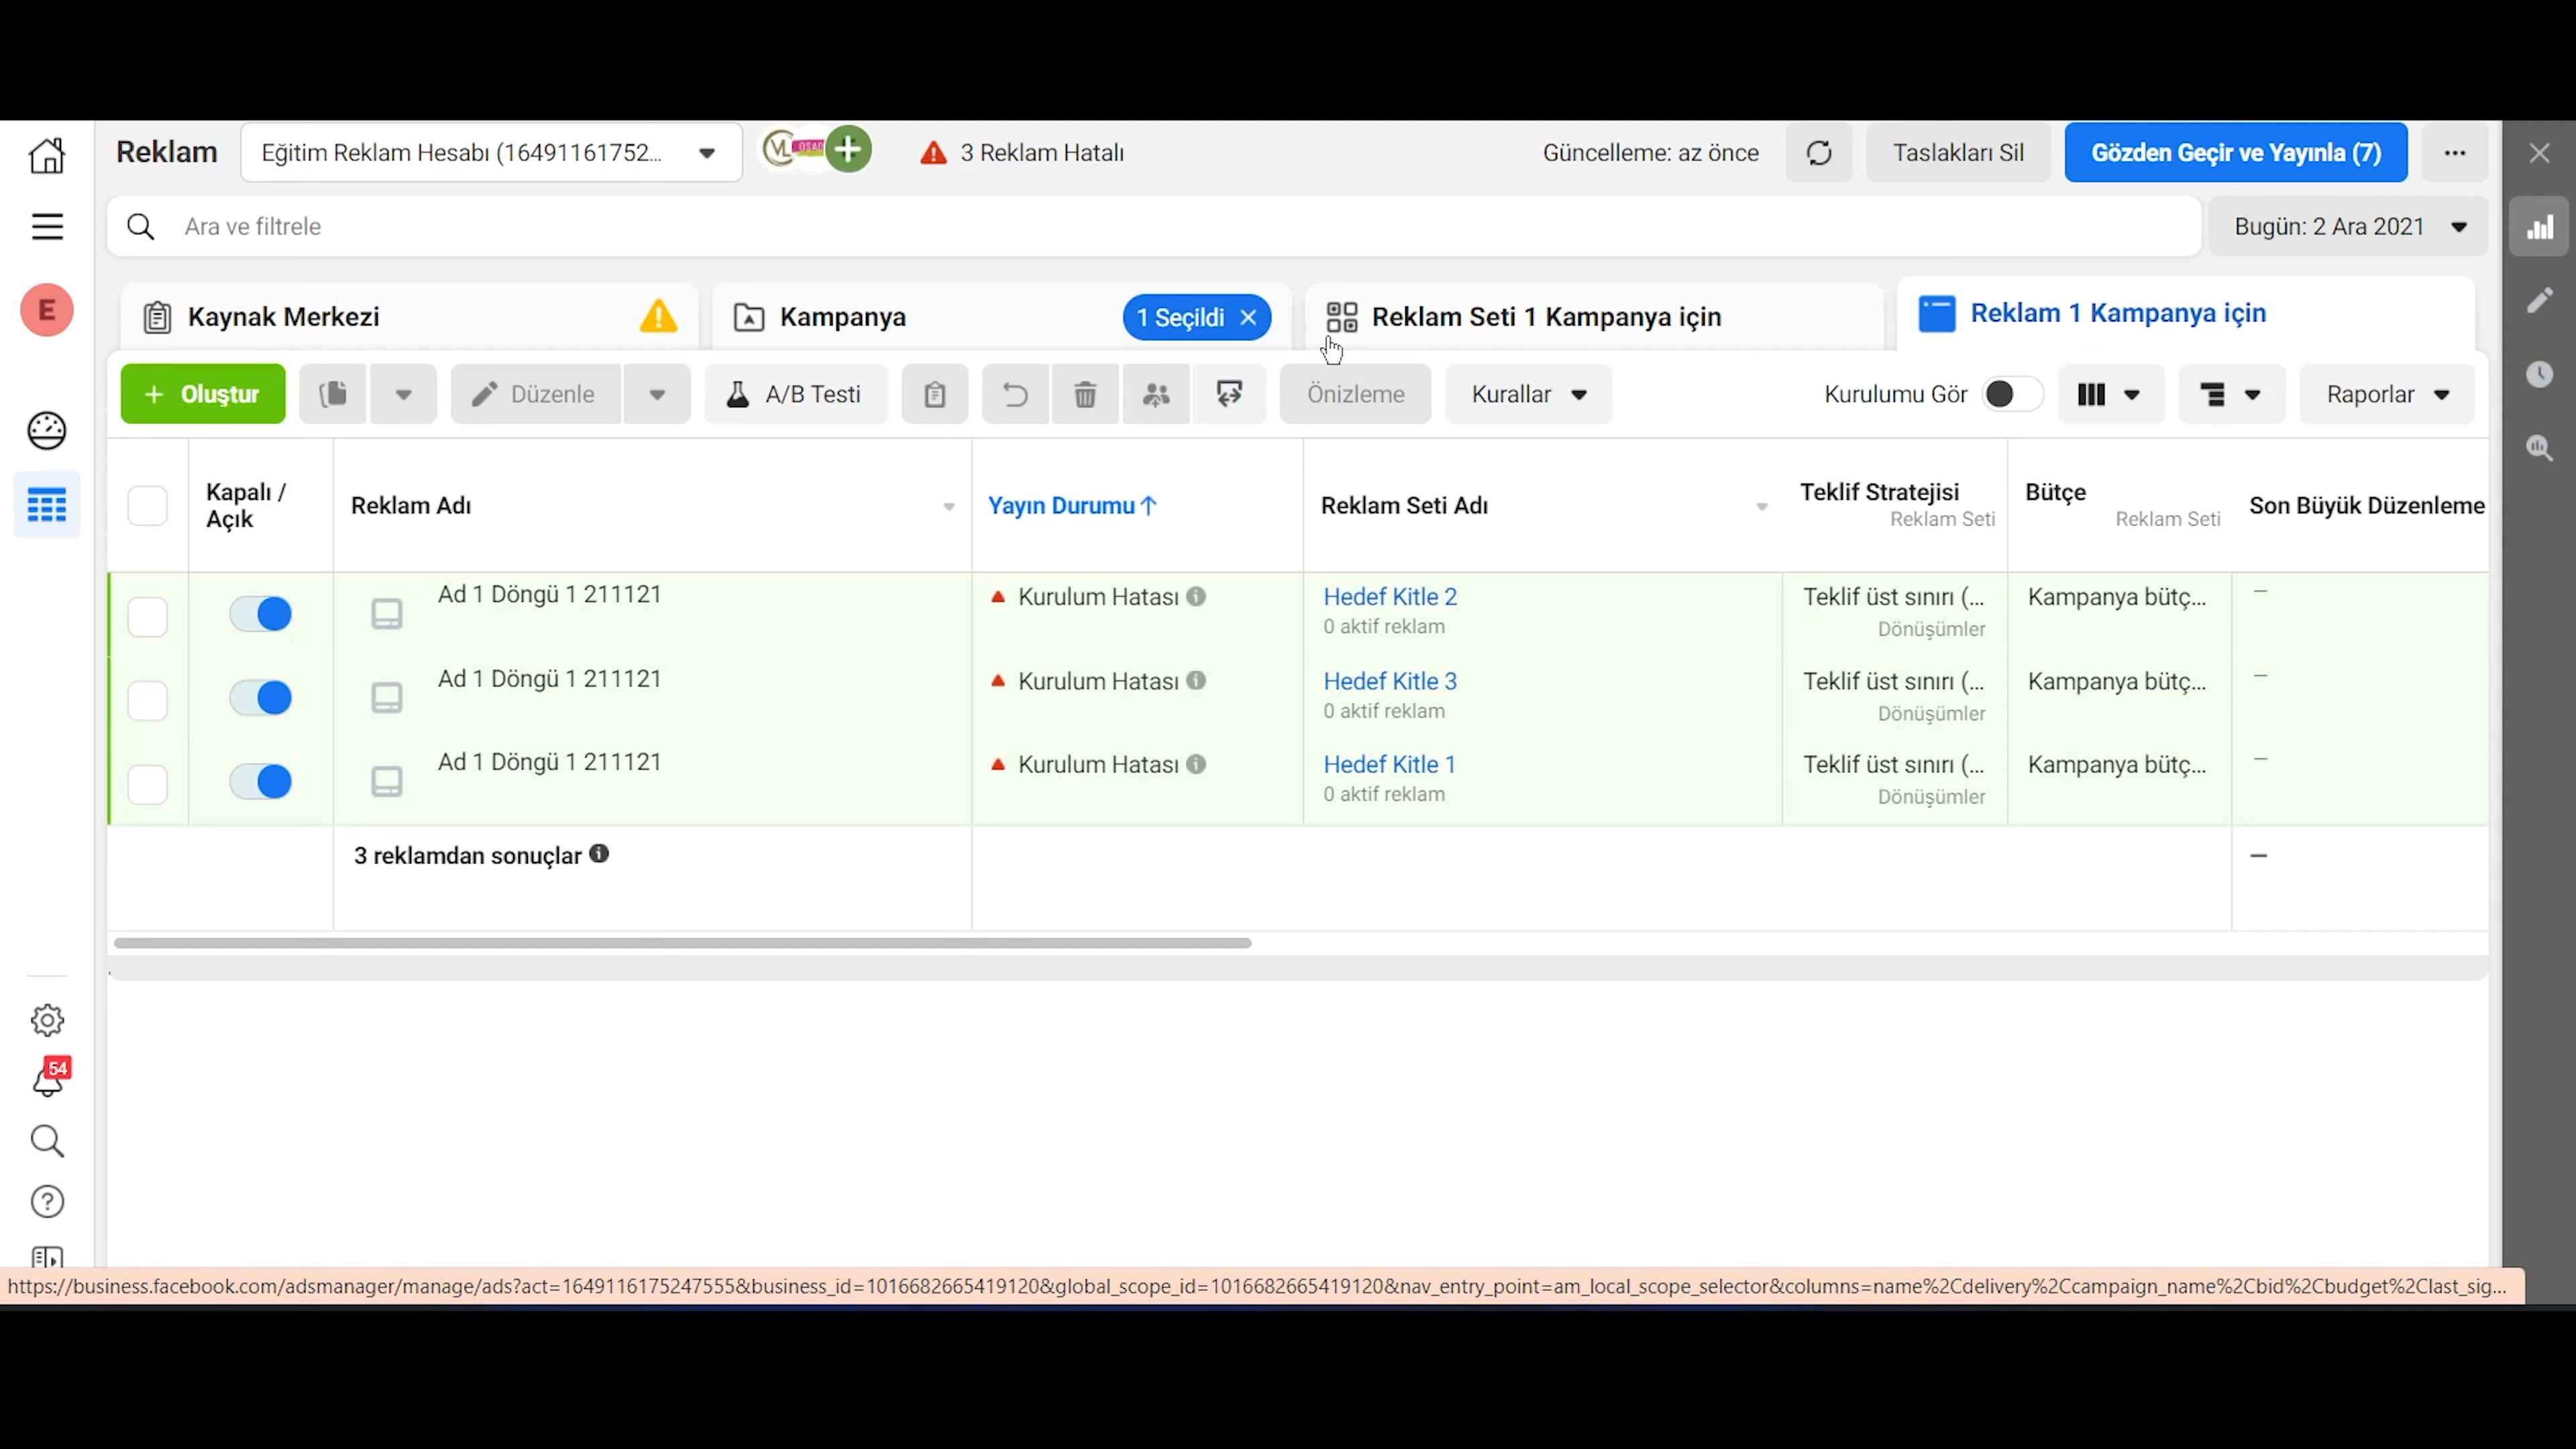 Reklam
Eğitim Reklam Hesabı (16491161752...
3 Reklam Hatalı
Güncelleme: az önce
Taslakları Sil
Gözden Geçir ve Yayınla (7)
Ara ve filtrele
Bugün: 2 Ara 2021
E
Kaynak Merkezi
Kampanya
1 Seçildi
Reklam Seti 1 Kampanya için
Reklam 1 Kampanya için
+ Oluştur
Düzenle
A/B Testi
Önizleme
Kurallar
Kurulumu Gör
Raporlar
Kapalı /
Açık
Reklam Adı
Yayın Durumu↑
Reklam Seti Adı
Teklif Stratejisi
Reklam Seti
Bütçe
Reklam Seti
Son Büyük Düzenleme
Ad 1 Döngü 1 211121
Kurulum Hatası
Hedef Kitle 2
0 aktif reklam
Teklif üst sınırı (...
Dönüşümler
Kampanya bütç...
—
Ad 1 Döngü 1 211121
Kurulum Hatası
Hedef Kitle 3
0 aktif reklam
Teklif üst sınırı (...
Dönüşümler
Kampanya bütç...
—
Ad 1 Döngü 1 211121
Kurulum Hatası
Hedef Kitle 1
0 aktif reklam
Teklif üst sınırı (...
Dönüşümler
Kampanya bütç...
—
3 reklamdan sonuçlar
—
54
https://business.facebook.com/adsmanager/manage/ads?act=1649116175247555&business_id=1016682665419120&global_scope_id=1016682665419120&nav_entry_point=am_local_scope_selector&columns=name%2Cdelivery%2Ccampaign_name%2Cbid%2Cbudget%2Clast_sig...